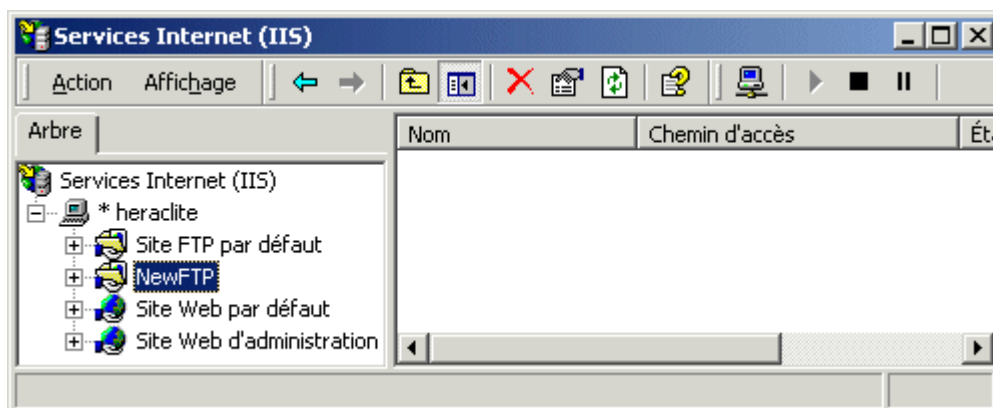 Services Internet (IIS)
Action Affichage
Arbre
Nom Chemin d'accès Ét
Services Internet (IIS)
* heraclite
Site FTP par défaut
NewFTP
Site Web par défaut
Site Web d'administration